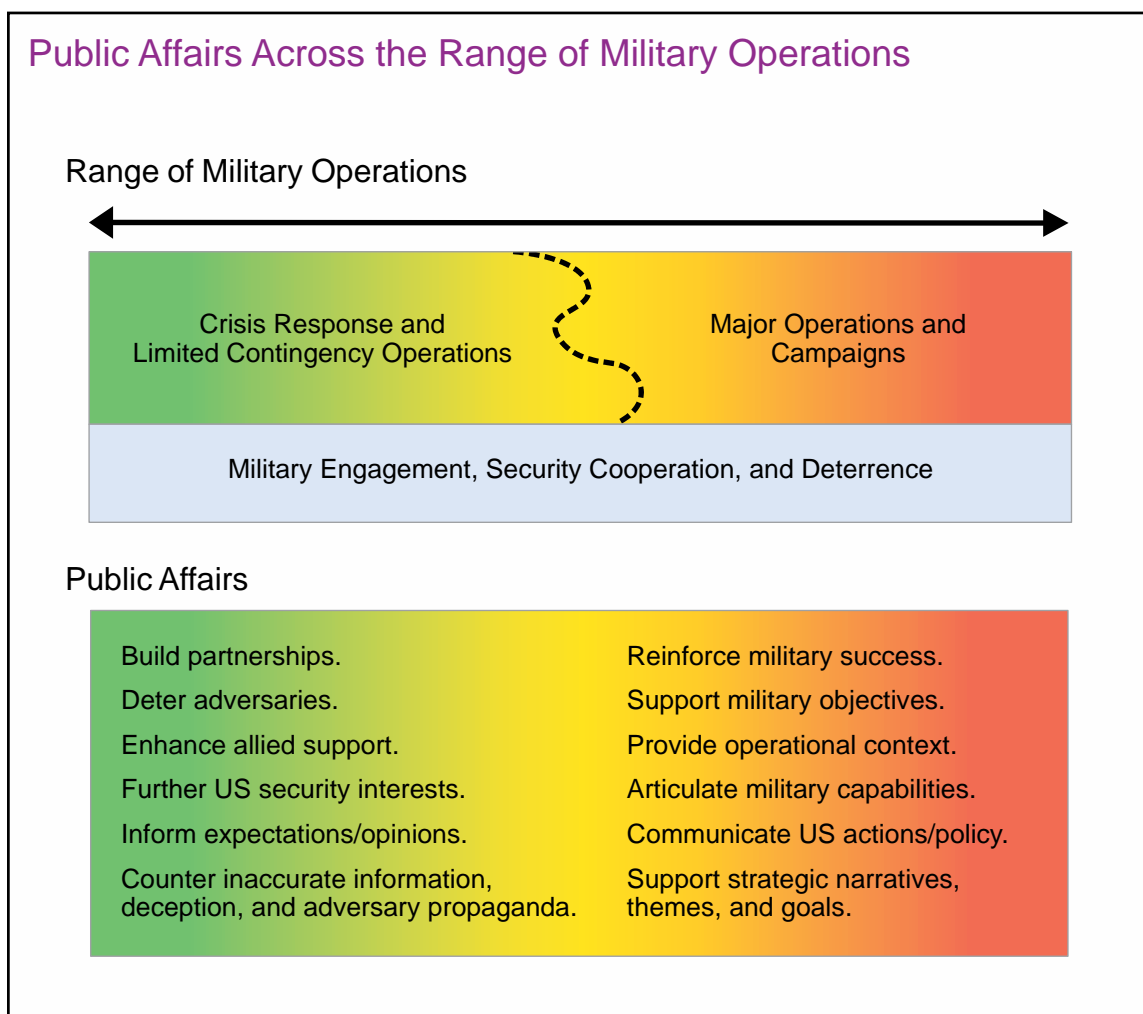 Public Affairs Across the Range of Military Operations
Range of Military Operations
Crisis Response and
Limited Contingency Operations
Major Operations and
Campaigns
Military Engagement, Security Cooperation, and Deterrence
Public Affairs
Build partnerships.
Deter adversaries.
Enhance allied support.
Further US security interests.
Inform expectations/opinions.
Counter inaccurate information,
deception, and adversary propaganda.
Reinforce military success.
Support military objectives.
Provide operational context.
Articulate military capabilities.
Communicate US actions/policy.
Support strategic narratives,
themes, and goals.